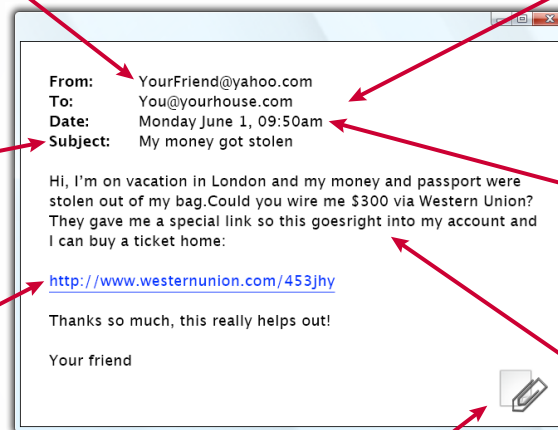 From: YourFriend@yahoo.com
To: You@yourhouse.com
Date: Monday June 1, 09:50am
Subject: My money got stolen
Hi, I'm on vacation in London and my money and passport were
stolen out of my bag.Could you wire me $300 via Western Union?
They gave me a special link so this goesright into my account and
I can buy a ticket home:
http://www.westernunion.com/453jhy
Thanks so much, this really helps out!
Your friend